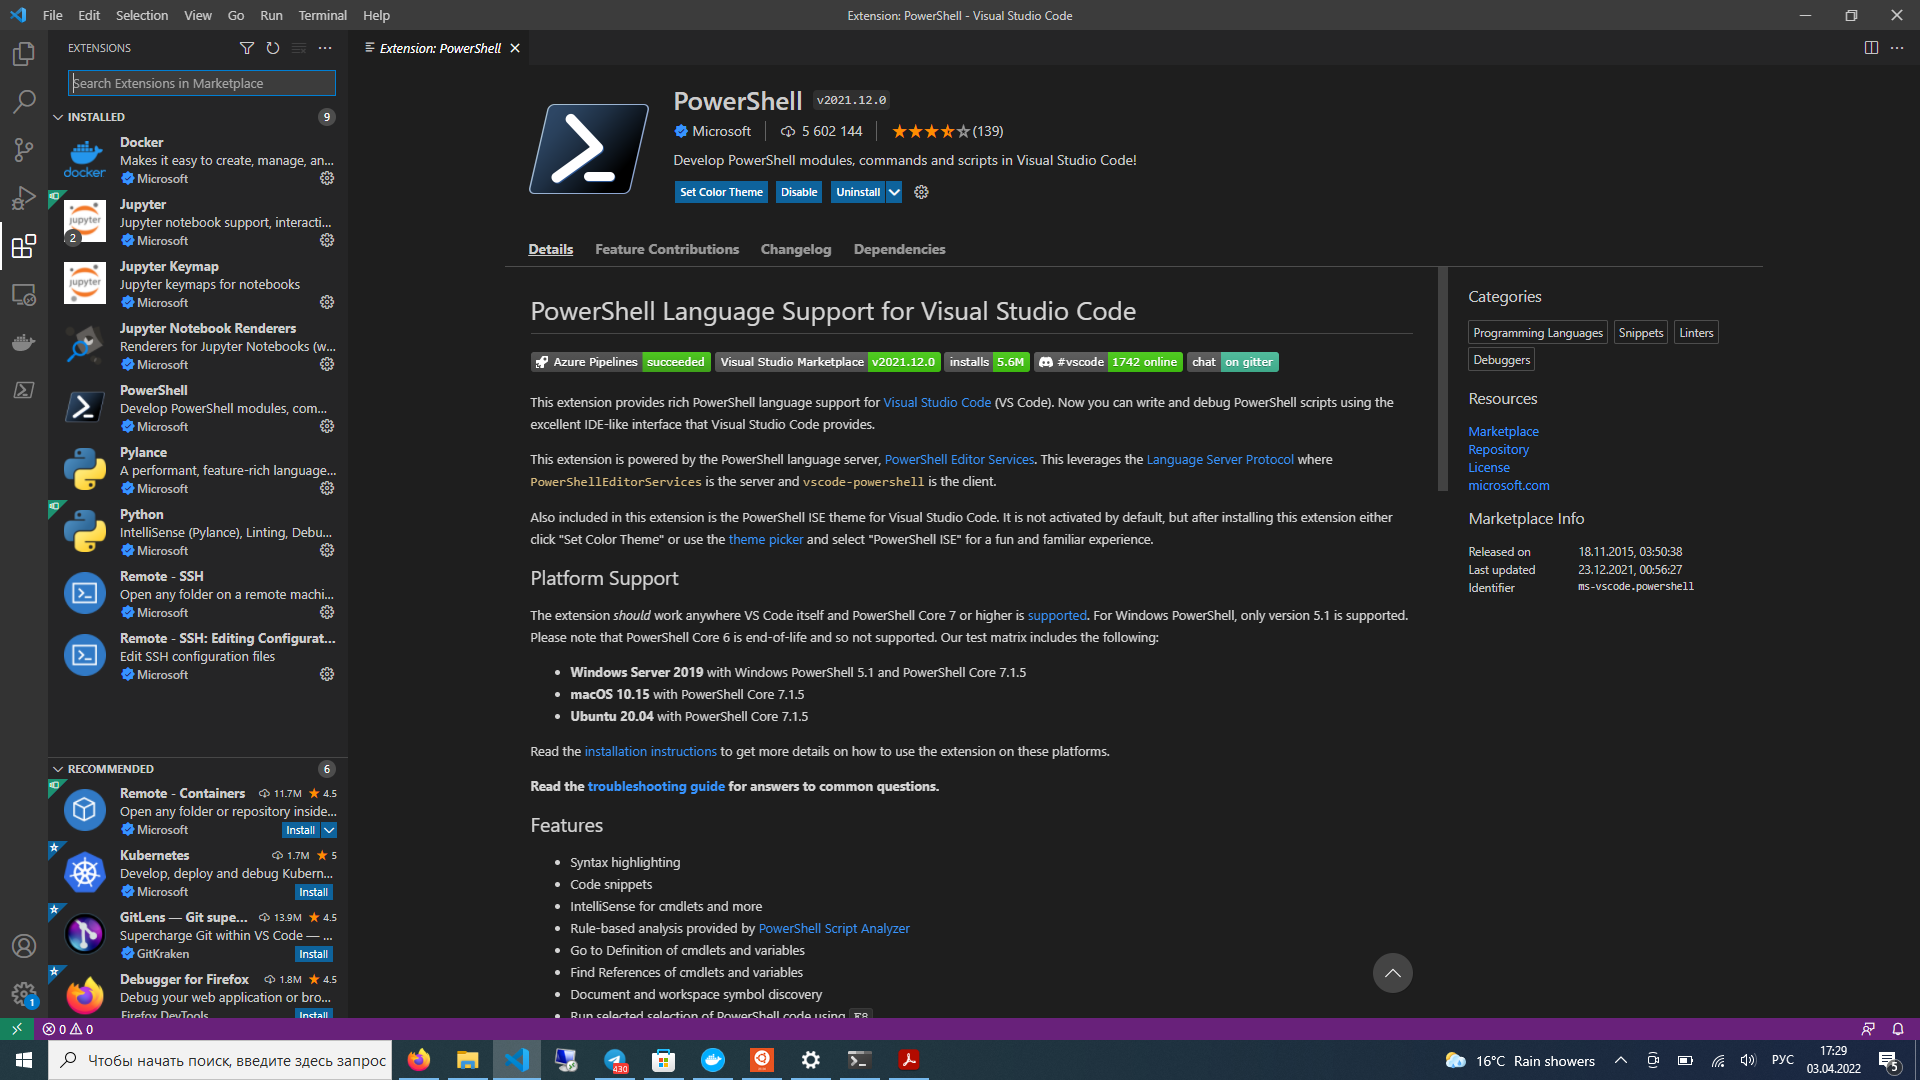 File Edit Selection View Go Run Terminal Help
Extension: PowerShell - Visual Studio Code
EXTENSIONS
Extension: PowerShell
Search Extensions in Marketplace
INSTALLED 9
Docker
Makes it easy to create, manage, an...
Microsoft
docker
Jupyter
Jupyter notebook support, interacti...
Microsoft
jupyter
2
Jupyter Keymap
Jupyter keymaps for notebooks
Microsoft
jupyter
Jupyter Notebook Renderers
Renderers for Jupyter Notebooks (w...
Microsoft
PowerShell
Develop PowerShell modules, com...
Microsoft
Pylance
A performant, feature-rich language...
Microsoft
Python
IntelliSense (Pylance), Linting, Debu...
Microsoft
Remote - SSH
Open any folder on a remote machi...
Microsoft
Remote - SSH: Editing Configurat...
Edit SSH configuration files
Microsoft
RECOMMENDED 6
Remote - Containers 11.7M 4.5
Open any folder or repository inside...
Microsoft Install
Kubernetes 1.7M 5
Develop, deploy and debug Kubern...
Microsoft Install
GitLens — Git supe... 13.9M 4.5
Supercharge Git within VS Code — ...
GitKraken Install
Debugger for Firefox 1.8M 4.5
Debug your web application or bro...
Firefox DevTools Install
1
PowerShell v2021.12.0
Microsoft 5 602 144 (139)
Develop PowerShell modules, commands and scripts in Visual Studio Code!
Set Color Theme Disable Uninstall
Details Feature Contributions Changelog Dependencies
PowerShell Language Support for Visual Studio Code
Azure Pipelines succeeded Visual Studio Marketplace v2021.12.0 installs 5.6M #vscode 1742 online chat on gitter
This extension provides rich PowerShell language support for Visual Studio Code (VS Code). Now you can write and debug PowerShell scripts using the
excellent IDE-like interface that Visual Studio Code provides.
This extension is powered by the PowerShell language server, PowerShell Editor Services. This leverages the Language Server Protocol where
PowerShellEditorServices is the server and vscode-powershell is the client.
Also included in this extension is the PowerShell ISE theme for Visual Studio Code. It is not activated by default, but after installing this extension either
click "Set Color Theme" or use the theme picker and select "PowerShell ISE" for a fun and familiar experience.
Platform Support
The extension should work anywhere VS Code itself and PowerShell Core 7 or higher is supported. For Windows PowerShell, only version 5.1 is supported.
Please note that PowerShell Core 6 is end-of-life and so not supported. Our test matrix includes the following:
• Windows Server 2019 with Windows PowerShell 5.1 and PowerShell Core 7.1.5
• macOS 10.15 with PowerShell Core 7.1.5
• Ubuntu 20.04 with PowerShell Core 7.1.5
Read the installation instructions to get more details on how to use the extension on these platforms.
Read the troubleshooting guide for answers to common questions.
Features
• Syntax highlighting
• Code snippets
• IntelliSense for cmdlets and more
• Rule-based analysis provided by PowerShell Script Analyzer
• Go to Definition of cmdlets and variables
• Find References of cmdlets and variables
• Document and workspace symbol discovery
• Run selected selection of PowerShell code using F8
Categories
Programming Languages Snippets Linters
Debuggers
Resources
Marketplace
Repository
License
microsoft.com
Marketplace Info
Released on 18.11.2015, 03:50:38
Last updated 23.12.2021, 00:56:27
Identifier ms-vscode.powershell
0 0
Чтобы начать поиск, введите здесь запрос
430
16°C Rain showers
РУС
17:29
03.04.2022
5